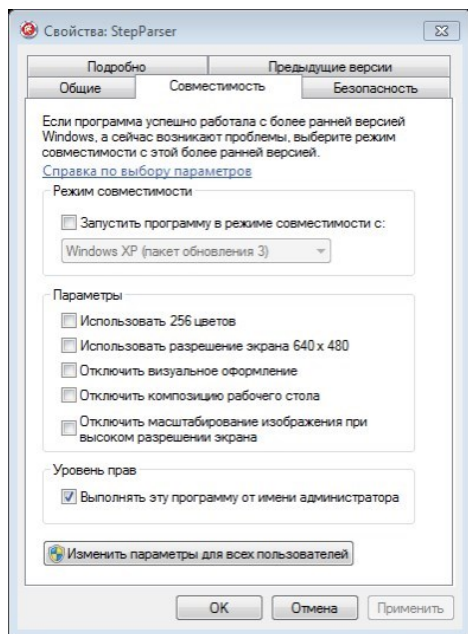 Свойства: StepParser
Подробно
Предыдущие версии
Общие
Совместимость
Безопасность
Если программа успешно работала с более ранней версией
Windows, а сейчас возникают проблемы, выберите режим
совместимости с этой более ранней версией.
Справка по выбору параметров
Режим совместимости
Запустить программу в режиме совместимости с:
Windows XP (пакет обновления 3)
Параметры
Использовать 256 цветов
Использовать разрешение экрана 640 x 480
Отключить визуальное оформление
Отключить композицию рабочего стола
Отключить масштабирование изображения при
высоком разрешении экрана
Уровень прав
Выполнять эту программу от имени администратора
Изменить параметры для всех пользователей
OK
Отмена
Применить